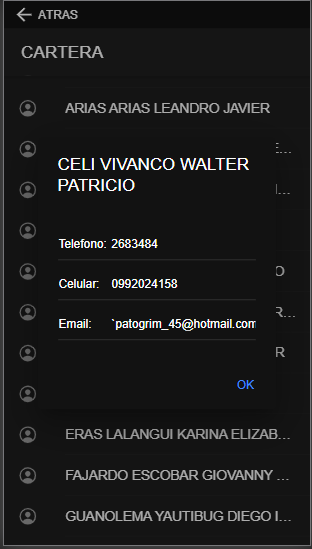 ATRAS
CARTERA
ARIAS ARIAS LEANDRO JAVIER
E...
CELI VIVANCO WALTER
PATRICIO
Telefono: 2683484
O
Celular: 0992024158
R...
Email: `patogrim_45@hotmail.com
R
OK
ERAS LALANGUI KARINA ELIZAB...
FAJARDO ESCOBAR GIOVANNY ...
GUANOLEMA YAUTIBUG DIEGO I...